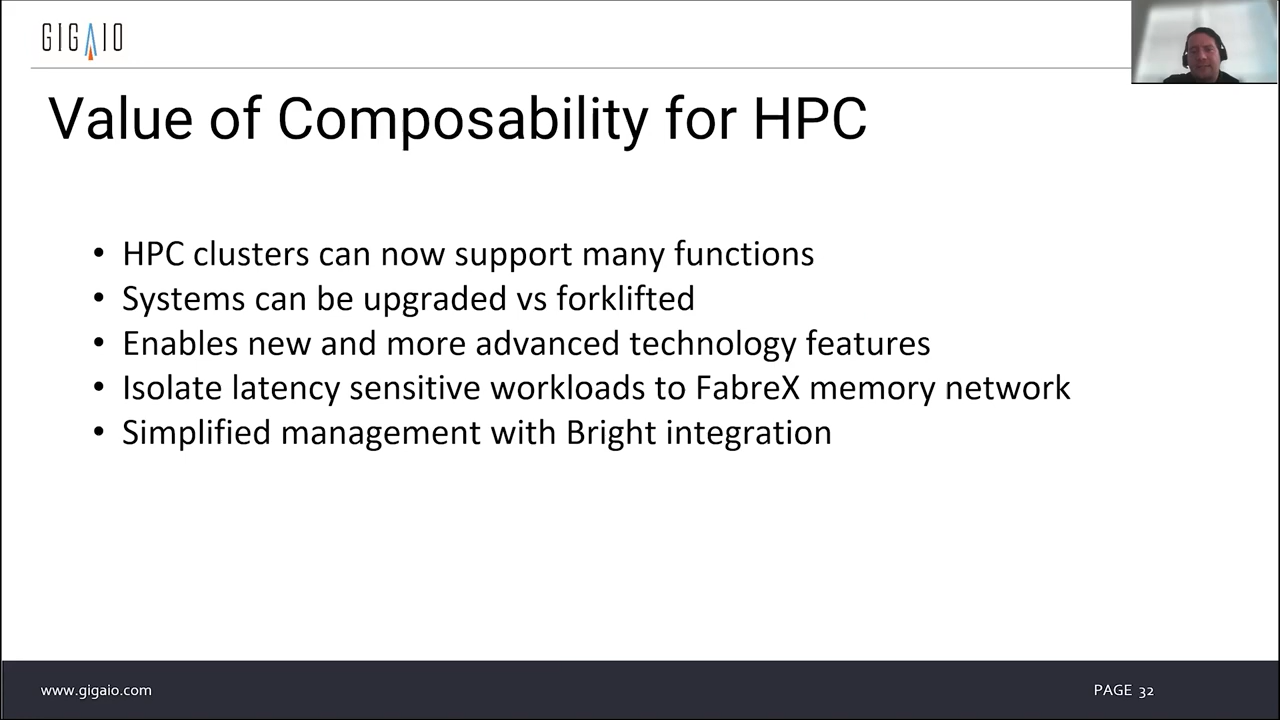 GIGAIO
Value of Composability for HPC
• HPC clusters can now support many functions
• Systems can be upgraded vs forklifted
• Enables new and more advanced technology features
• Isolate latency sensitive workloads to FabreX memory network
• Simplified management with Bright integration
www.gigaio.com
PAGE 32